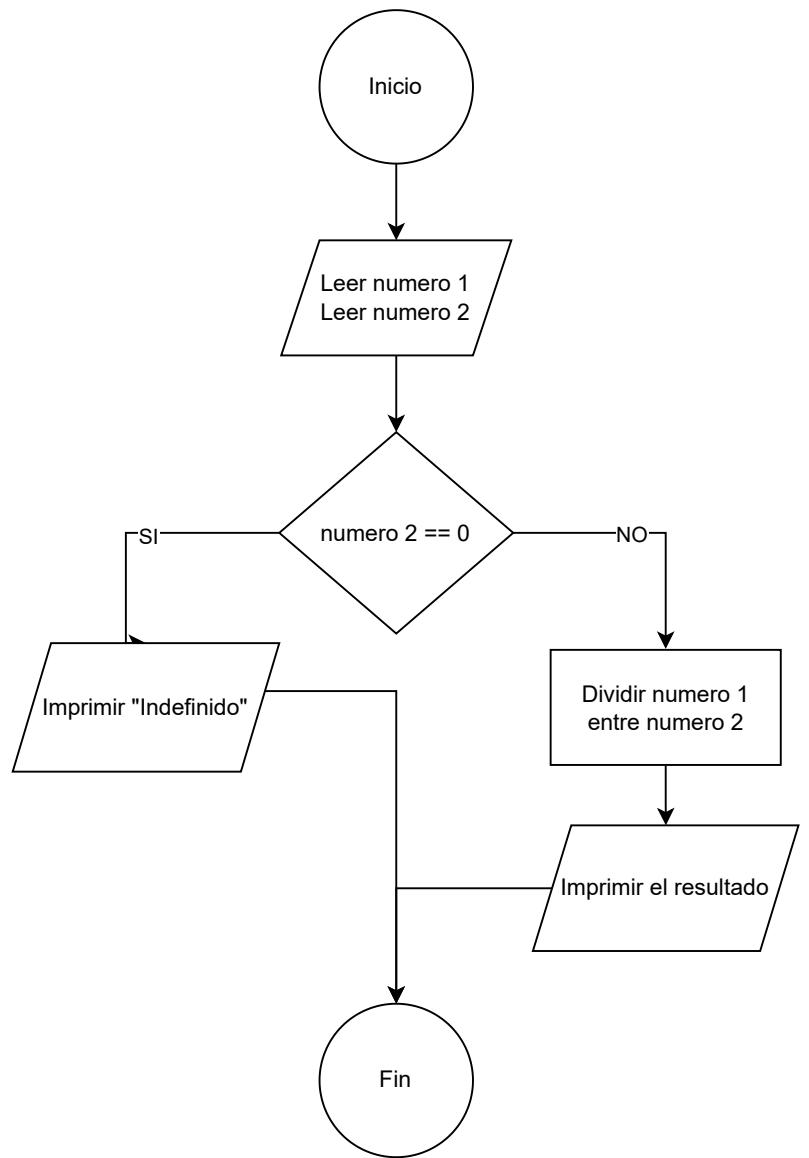 Inicio
Leer numero 1
Leer numero 2
numero 2 == 0
SI
NO
Imprimir "Indefinido"
Dividir numero 1
entre numero 2
Imprimir el resultado
Fin